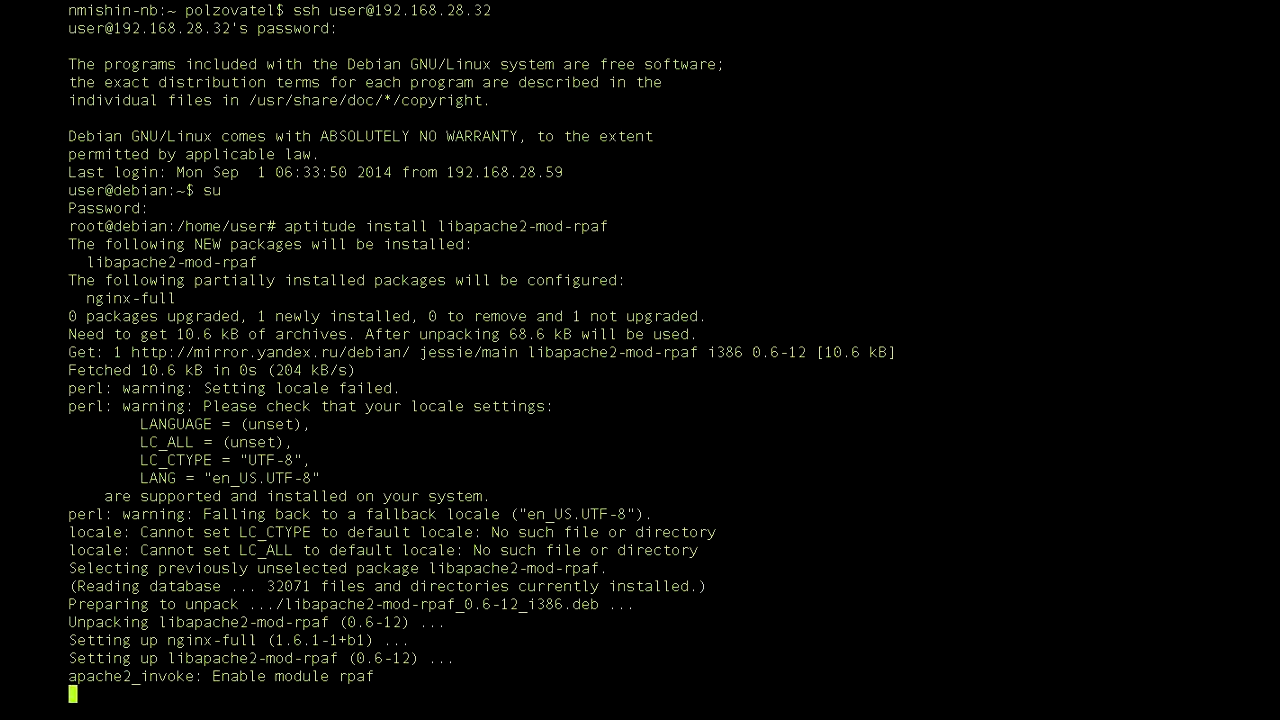 nmishin-nb:~ polzovatel$ ssh user@192.168.28.32
user@192.168.28.32's password:
The programs included with the Debian GNU/Linux system are free software;
the exact distribution terms for each program are described in the
individual files in /usr/share/doc/*/copyright.
Debian GNU/Linux comes with ABSOLUTELY NO WARRANTY, to the extent
permitted by applicable law.
Last login: Mon Sep  1 06:33:50 2014 from 192.168.28.59
user@debian:~$ su
Password:
root@debian:/home/user# aptitude install libapache2-mod-rpaf
The following NEW packages will be installed:
  libapache2-mod-rpaf
The following partially installed packages will be configured:
  nginx-full
0 packages upgraded, 1 newly installed, 0 to remove and 1 not upgraded.
Need to get 10.6 kB of archives. After unpacking 68.6 kB will be used.
Get: 1 http://mirror.yandex.ru/debian/ jessie/main libapache2-mod-rpaf i386 0.6-12 [10.6 kB]
Fetched 10.6 kB in 0s (204 kB/s)
perl: warning: Setting locale failed.
perl: warning: Please check that your locale settings:
        LANGUAGE = (unset),
        LC_ALL = (unset),
        LC_CTYPE = "UTF-8",
        LANG = "en_US.UTF-8"
    are supported and installed on your system.
perl: warning: Falling back to a fallback locale ("en_US.UTF-8").
locale: Cannot set LC_CTYPE to default locale: No such file or directory
locale: Cannot set LC_ALL to default locale: No such file or directory
Selecting previously unselected package libapache2-mod-rpaf.
(Reading database ... 32071 files and directories currently installed.)
Preparing to unpack .../libapache2-mod-rpaf_0.6-12_i386.deb ...
Unpacking libapache2-mod-rpaf (0.6-12) ...
Setting up nginx-full (1.6.1-1+b1) ...
Setting up libapache2-mod-rpaf (0.6-12) ...
apache2_invoke: Enable module rpaf